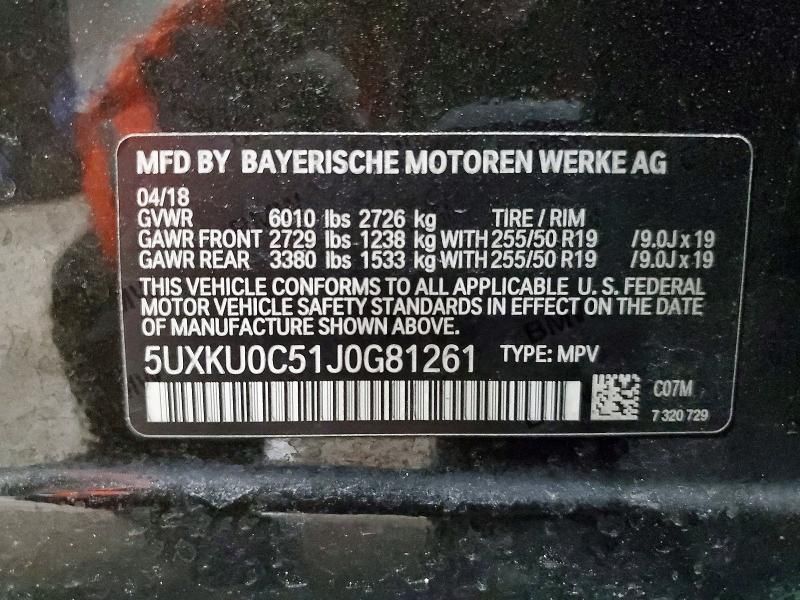 MFD BY BAYERISCHE MOTOREN WERKE AG
04/18
GVWR 6010 lbs 2726 kg TIRE / RIM
GAWR FRONT 2729 lbs 1238 kg WITH 255/50 R19 /9.0J x 19
GAWR REAR 3380 lbs 1533 kg WITH 255/50 R19 /9.0J x 19
THIS VEHICLE CONFORMS TO ALL APPLICABLE U. S. FEDERAL
MOTOR VEHICLE SAFETY STANDARDS IN EFFECT ON THE DATE
OF MANUFACTURE SHOWN ABOVE.
5UXKU0C51J0G81261 TYPE: MPV
C07M
7 320 729